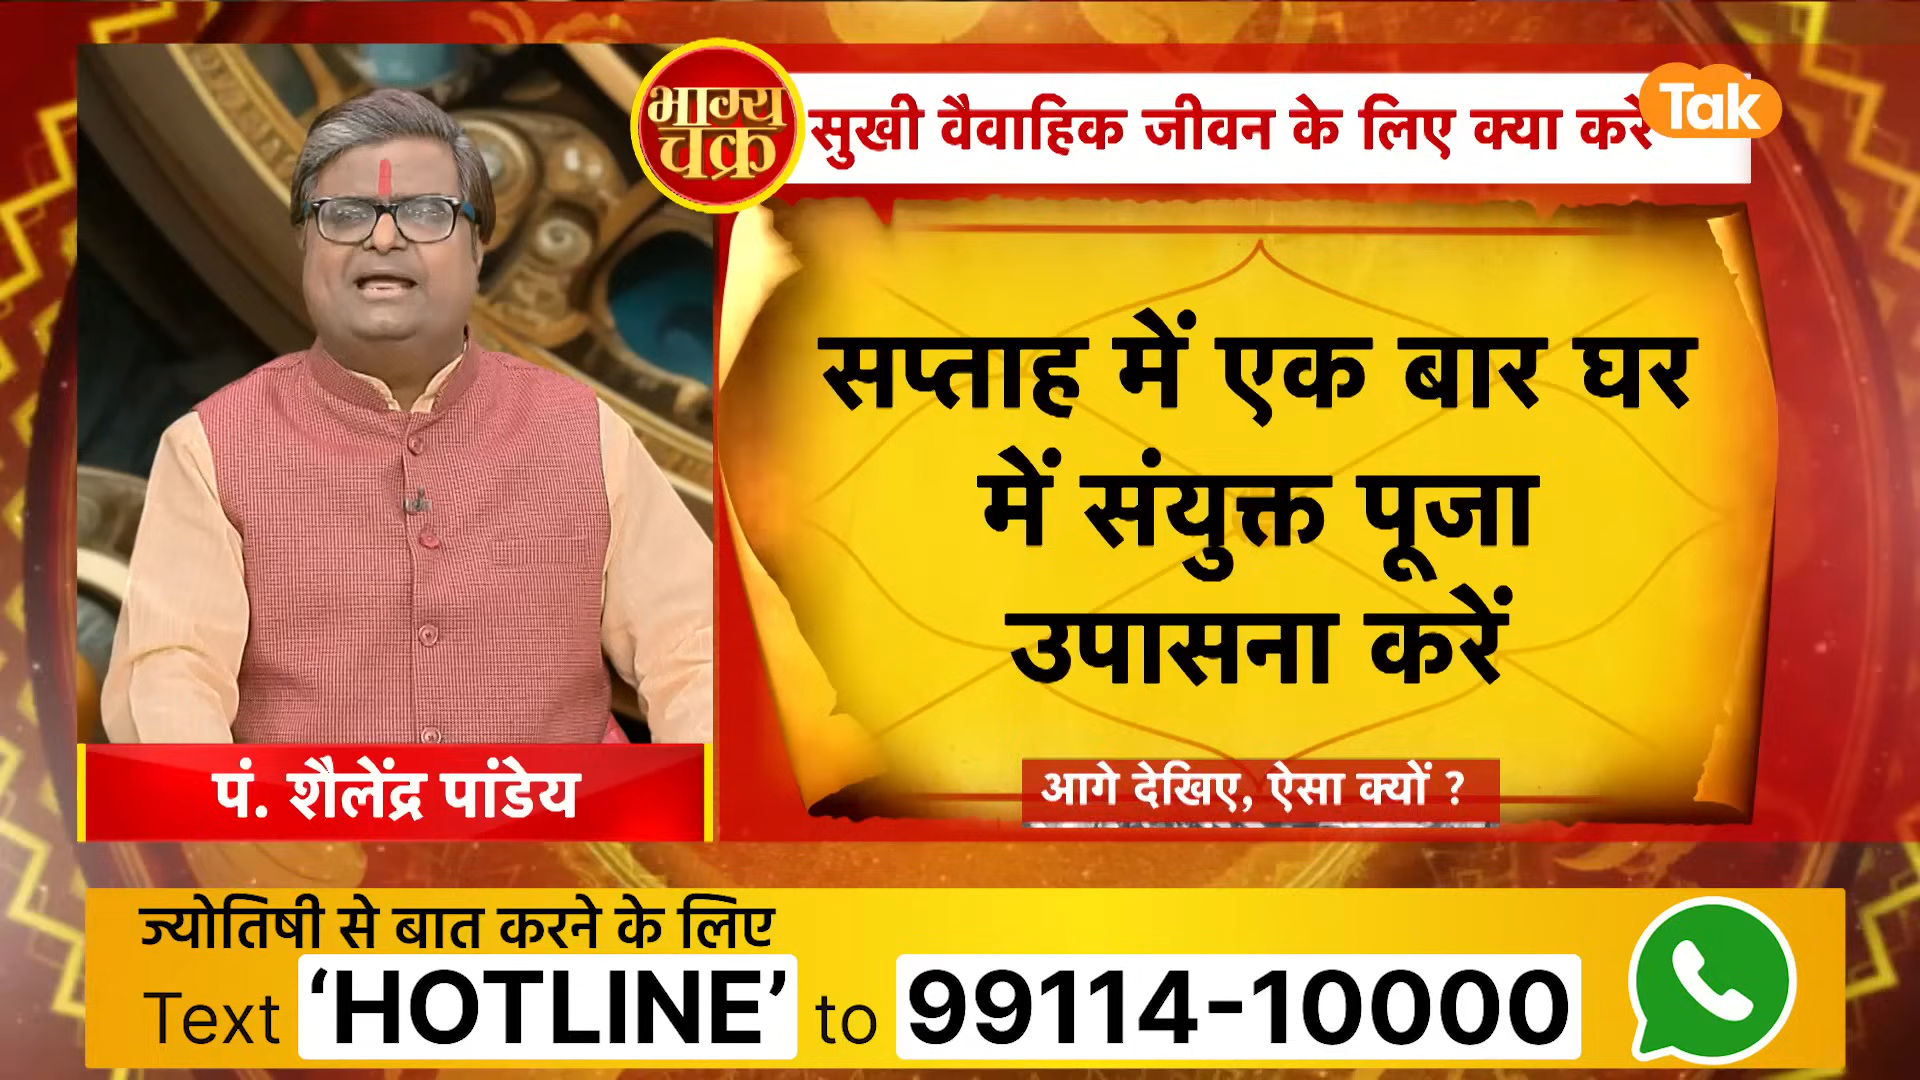 भाग्य
चक्र
सुखी वैवाहिक जीवन के लिए क्या करें
Tak
सप्ताह में एक बार घर
में संयुक्त पूजा
उपासना करें
पं. शैलेंद्र पांडेय
आगे देखिए, ऐसा क्यों ?
ज्योतिषी से बात करने के लिए
Text ‘HOTLINE’ to 99114-10000